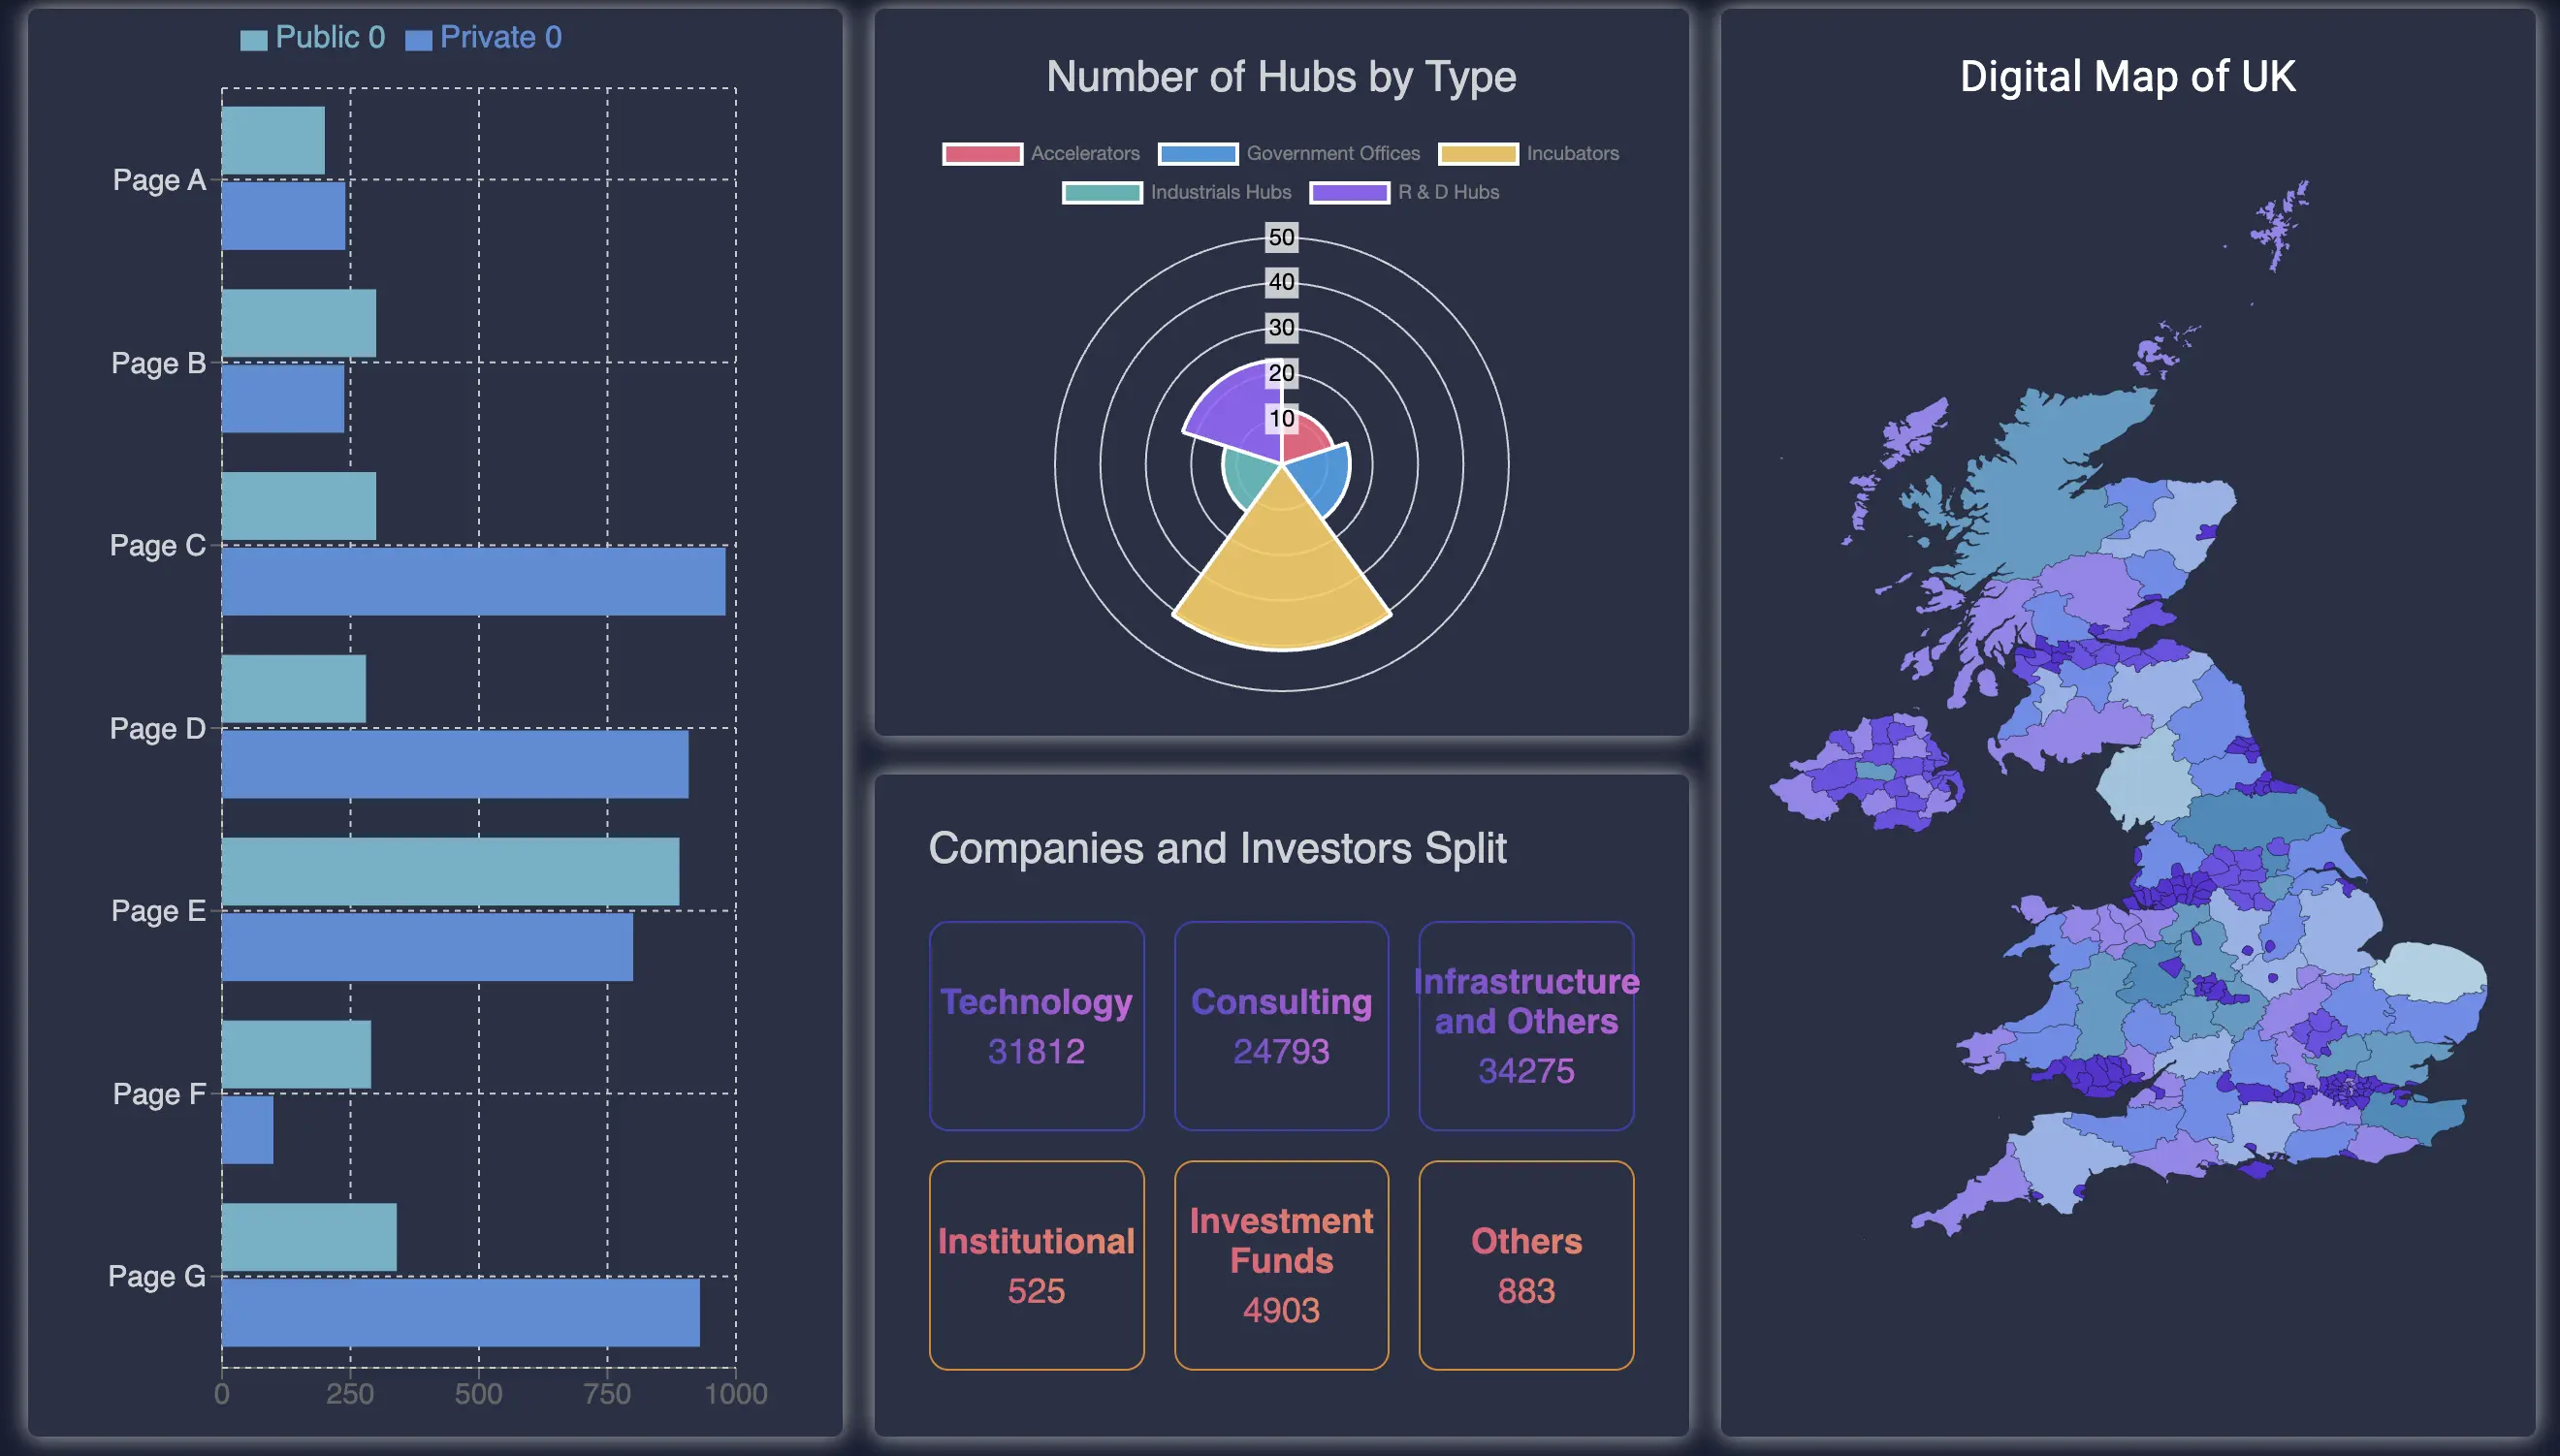 Public 0 Private 0
Page A
Page B
Page C
Page D
Page E
Page F
Page G
0 250 500 750 1000
Number of Hubs by Type
Accelerators Government Offices Incubators
Industrials Hubs R & D Hubs
50
40
30
20
10
Companies and Investors Split
Technology
31812
Consulting
24793
Infrastructure
and Others
34275
Institutional
525
Investment
Funds
4903
Others
883
Digital Map of UK